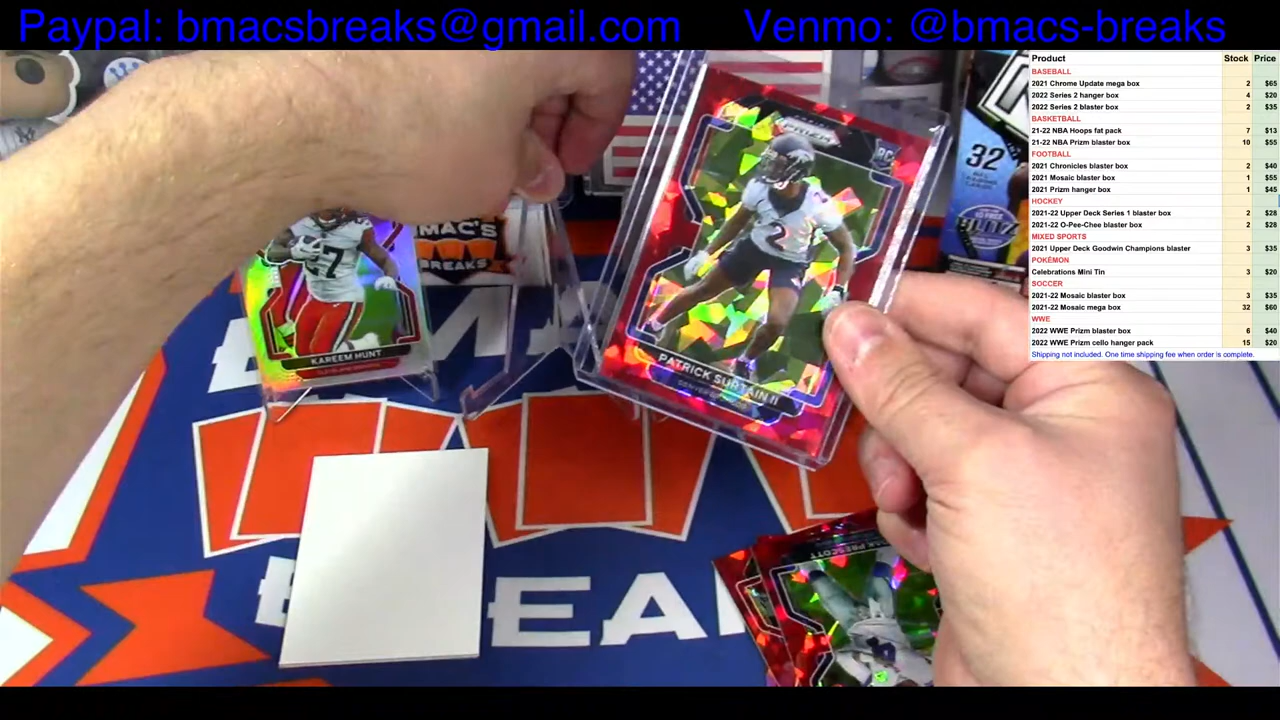 Paypal: bmacsbreaks@gmail.com Venmo: @bmacs-breaks
Product Stock Price
BASEBALL
2021 Chrome Update mega box 2 $65
2022 Series 2 hanger box 4 $20
2022 Series 2 blaster box 2 $35
BASKETBALL
21-22 NBA Hoops fat pack 7 $13
21-22 NBA Prizm blaster box 10 $55
FOOTBALL
2021 Chronicles blaster box 2 $40
2021 Mosaic blaster box 1 $55
2021 Prizm hanger box 1 $45
HOCKEY
2021-22 Upper Deck Series 1 blaster box 2 $28
2021-22 O-Pee-Chee blaster box 2 $28
MIXED SPORTS
2021 Upper Deck Goodwin Champions blaster 3 $35
POKÉMON
Celebrations Mini Tin 3 $20
SOCCER
2021-22 Mosaic blaster box 3 $35
2021-22 Mosaic mega box 32 $60
WWE
2022 WWE Prizm blaster box 6 $40
2022 WWE Prizm cello hanger pack 15 $20
Shipping not included. One time shipping fee when order is complete.
32
PRIZM
RC
2
PATRICK SURTAIN II
27
KAREEM HUNT
BMAC'S
BREAKS
PRESCOTT
BREA